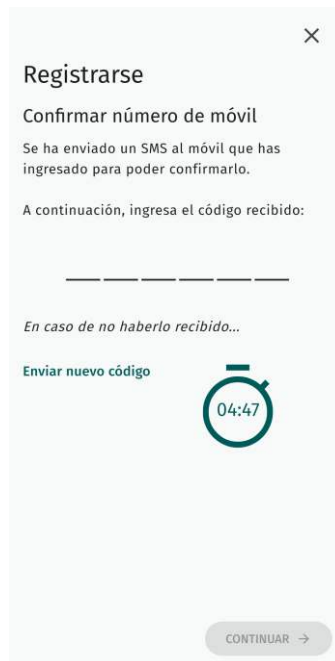 Registrarse
Confirmar número de móvil
Se ha enviado un SMS al móvil que has
ingresado para poder confirmarlo.
A continuación, ingresa el código recibido:
En caso de no haberlo recibido...
Enviar nuevo código
04:47
CONTINUAR →